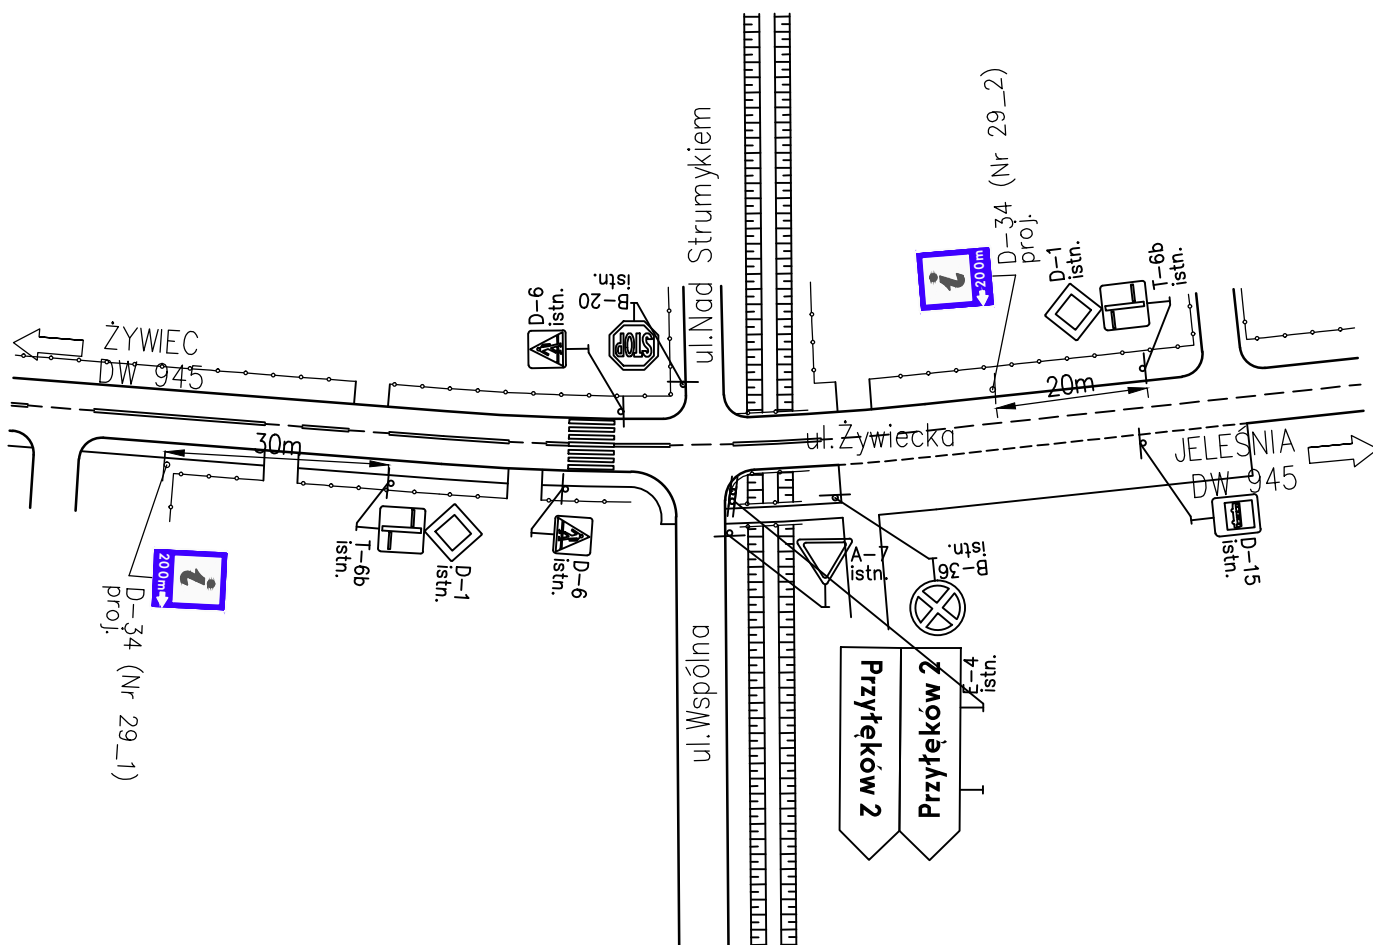 ŻYWIEC
DW 945
D-6
istn.
B-20
istn.
STOP
ul.Nad Strumykiem
D-34 (Nr 29_2)
proj.
200m
i
D-1
istn.
T-6b
istn.
20m
30m
ul.Żywiecka
JELEŚNIA
DW 945
D-15
istn.
200m
i
D-34 (Nr 29_1)
proj.
T-6b
istn.
D-1
istn.
D-6
istn.
A-7
istn.
B-36
istn.
E-4
istn.
Przyłęków 2
Przyłęków 2
ul.Wspólna